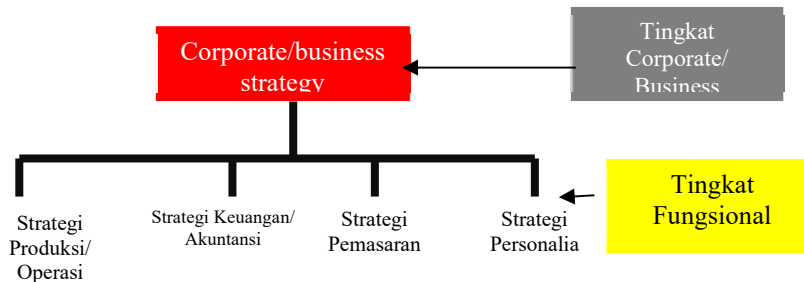 Corporate/business
strategy
Tingkat
Corporate/
Business
Strategi
Produksi/
Operasi
Strategi Keuangan/
Akuntansi
Strategi
Pemasaran
Strategi
Personalia
Tingkat
Fungsional